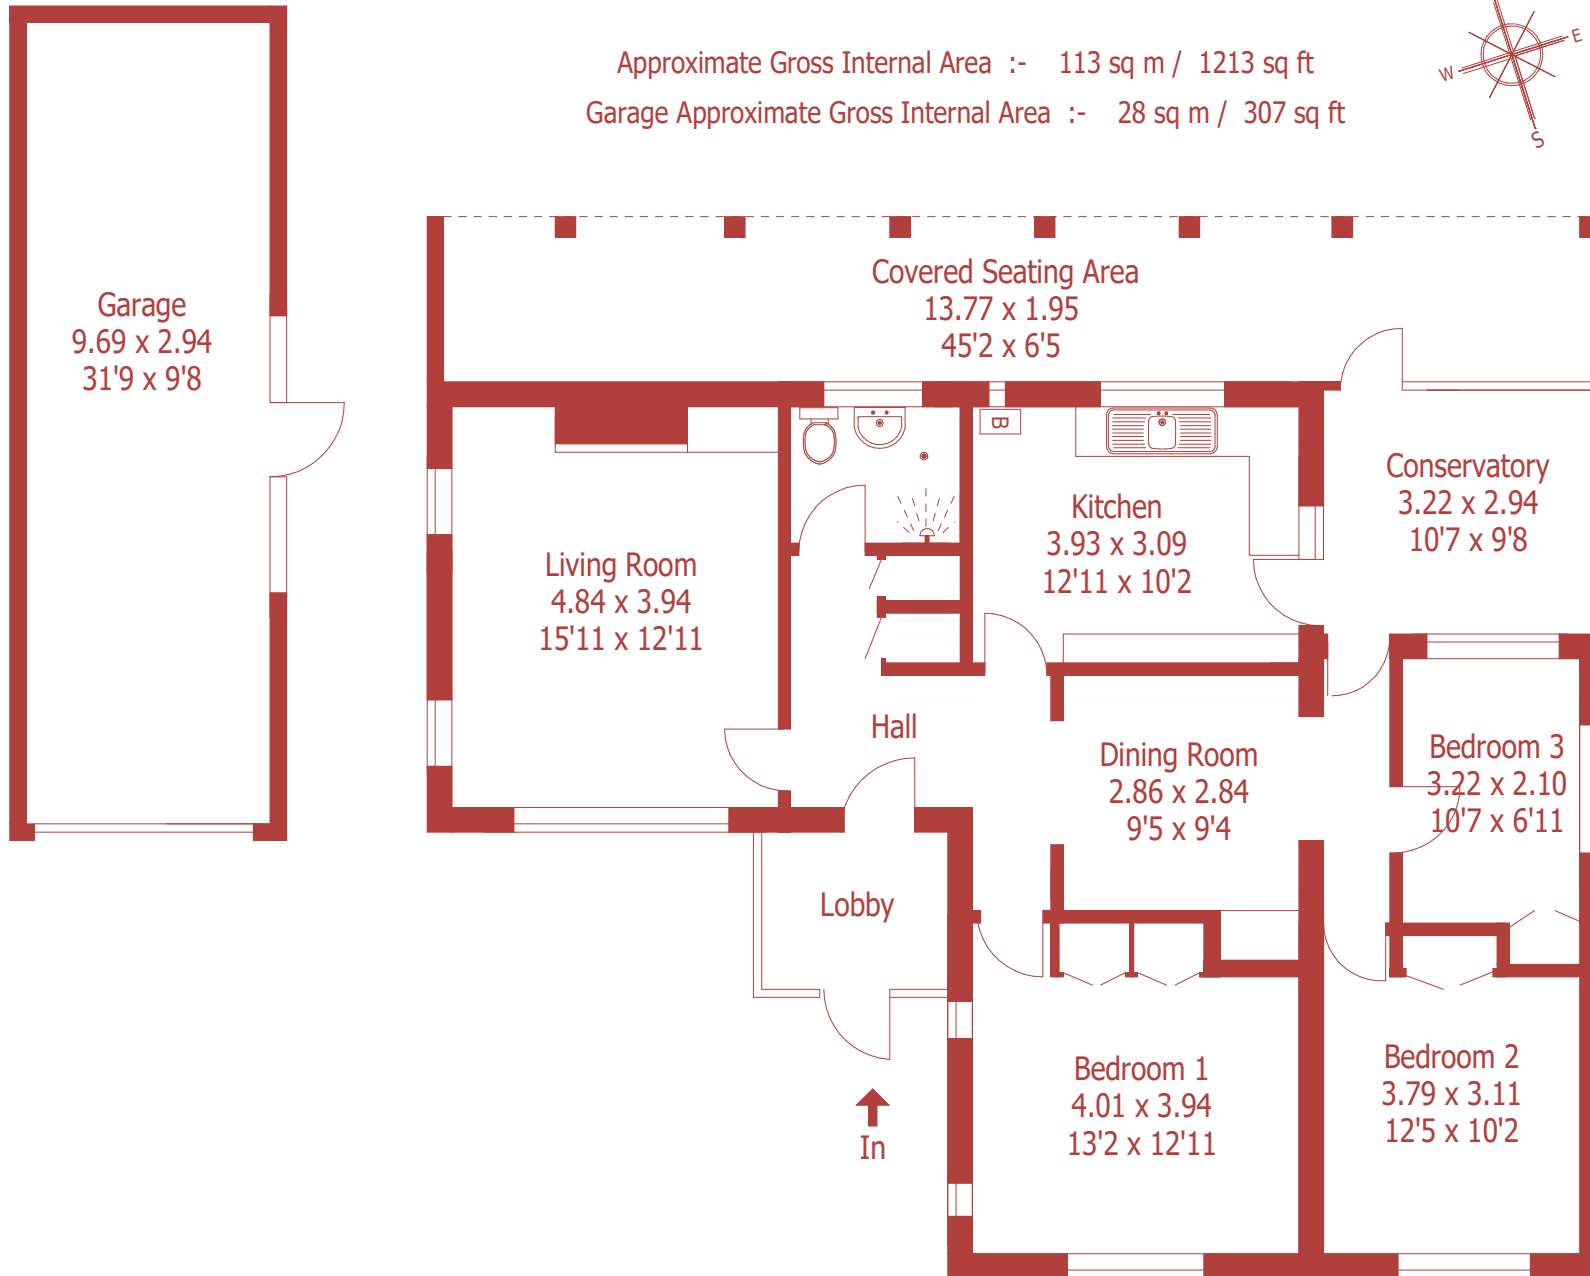 Approximate Gross Internal Area :- 113 sq m / 1213 sq ft
Garage Approximate Gross Internal Area :- 28 sq m / 307 sq ft
E
W
S
Garage
9.69 x 2.94
31'9 x 9'8
Covered Seating Area
13.77 x 1.95
45'2 x 6'5
B
Living Room
4.84 x 3.94
15'11 x 12'11
Kitchen
3.93 x 3.09
12'11 x 10'2
Conservatory
3.22 x 2.94
10'7 x 9'8
Hall
Dining Room
2.86 x 2.84
9'5 x 9'4
Bedroom 3
3.22 x 2.10
10'7 x 6'11
Lobby
In
Bedroom 1
4.01 x 3.94
13'2 x 12'11
Bedroom 2
3.79 x 3.11
12'5 x 10'2